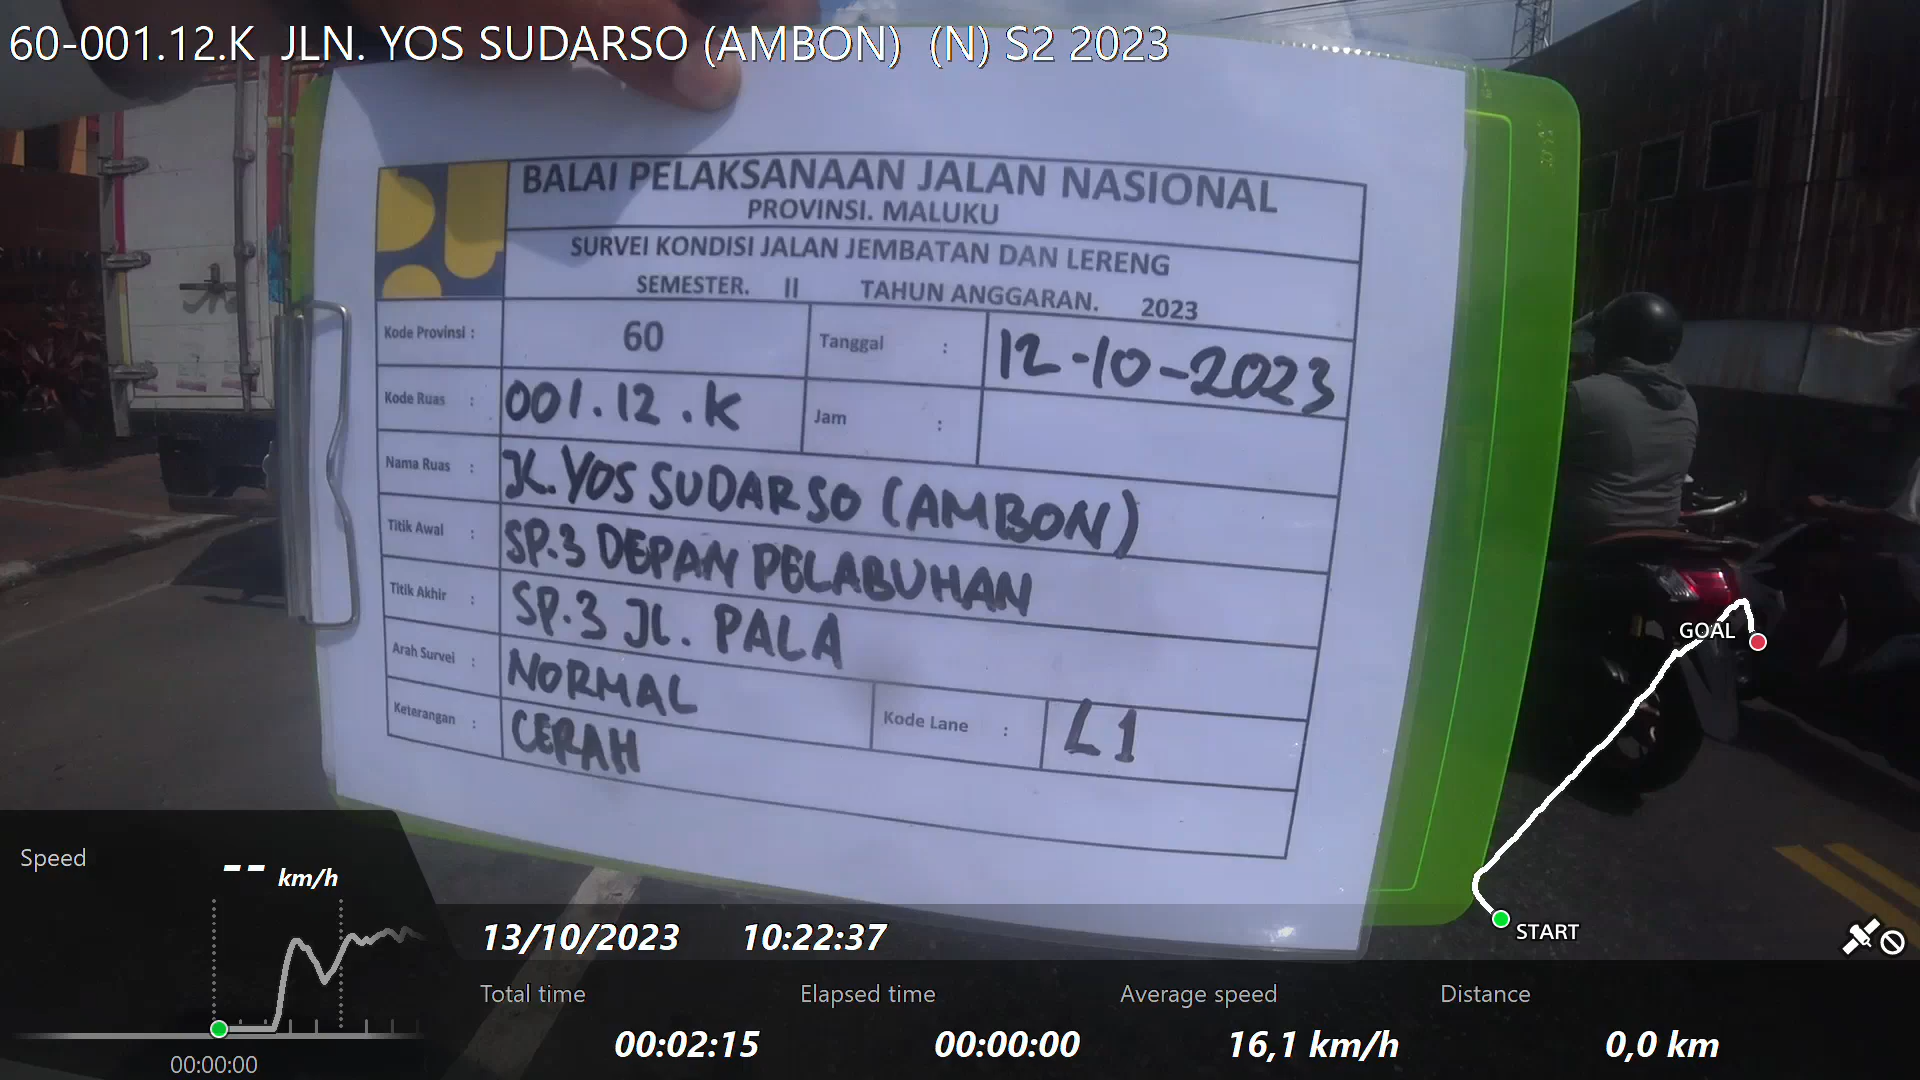 60-001.12.K JLN. YOS SUDARSO (AMBON) (N) S2 2023
BALAI PELAKSANAAN JALAN NASIONAL
PROVINSI. MALUKU
SURVEI KONDISI JALAN JEMBATAN DAN LERENG
SEMESTER. II TAHUN ANGGARAN. 2023
Kode Provinsi : 60 Tanggal : 12-10-2023
Kode Ruas : 001.12.K Jam :
Nama Ruas : JL. YOS SUDARSO (AMBON)
Titik Awal : SP.3 DEPAN PELABUHAN
Titik Akhir : SP.3 JL. PALA
Arah Survei : NORMAL Kode Lane : L1
Keterangan : CERAH
GOAL
START
Speed
-- km/h
00:00:00
13/10/2023 10:22:37
Total time Elapsed time Average speed Distance
00:02:15 00:00:00 16,1 km/h 0,0 km